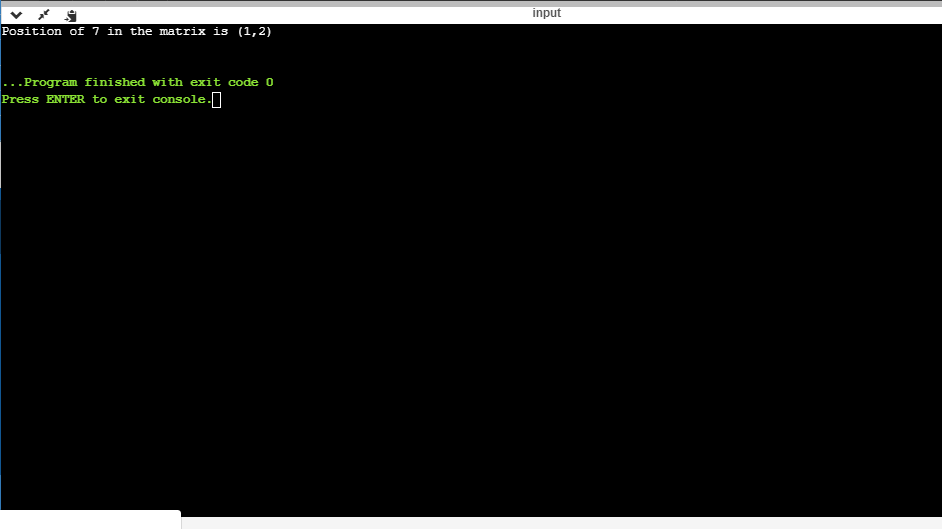 input
Position of 7 in the matrix is (1,2)
...Program finished with exit code 0
Press ENTER to exit console.